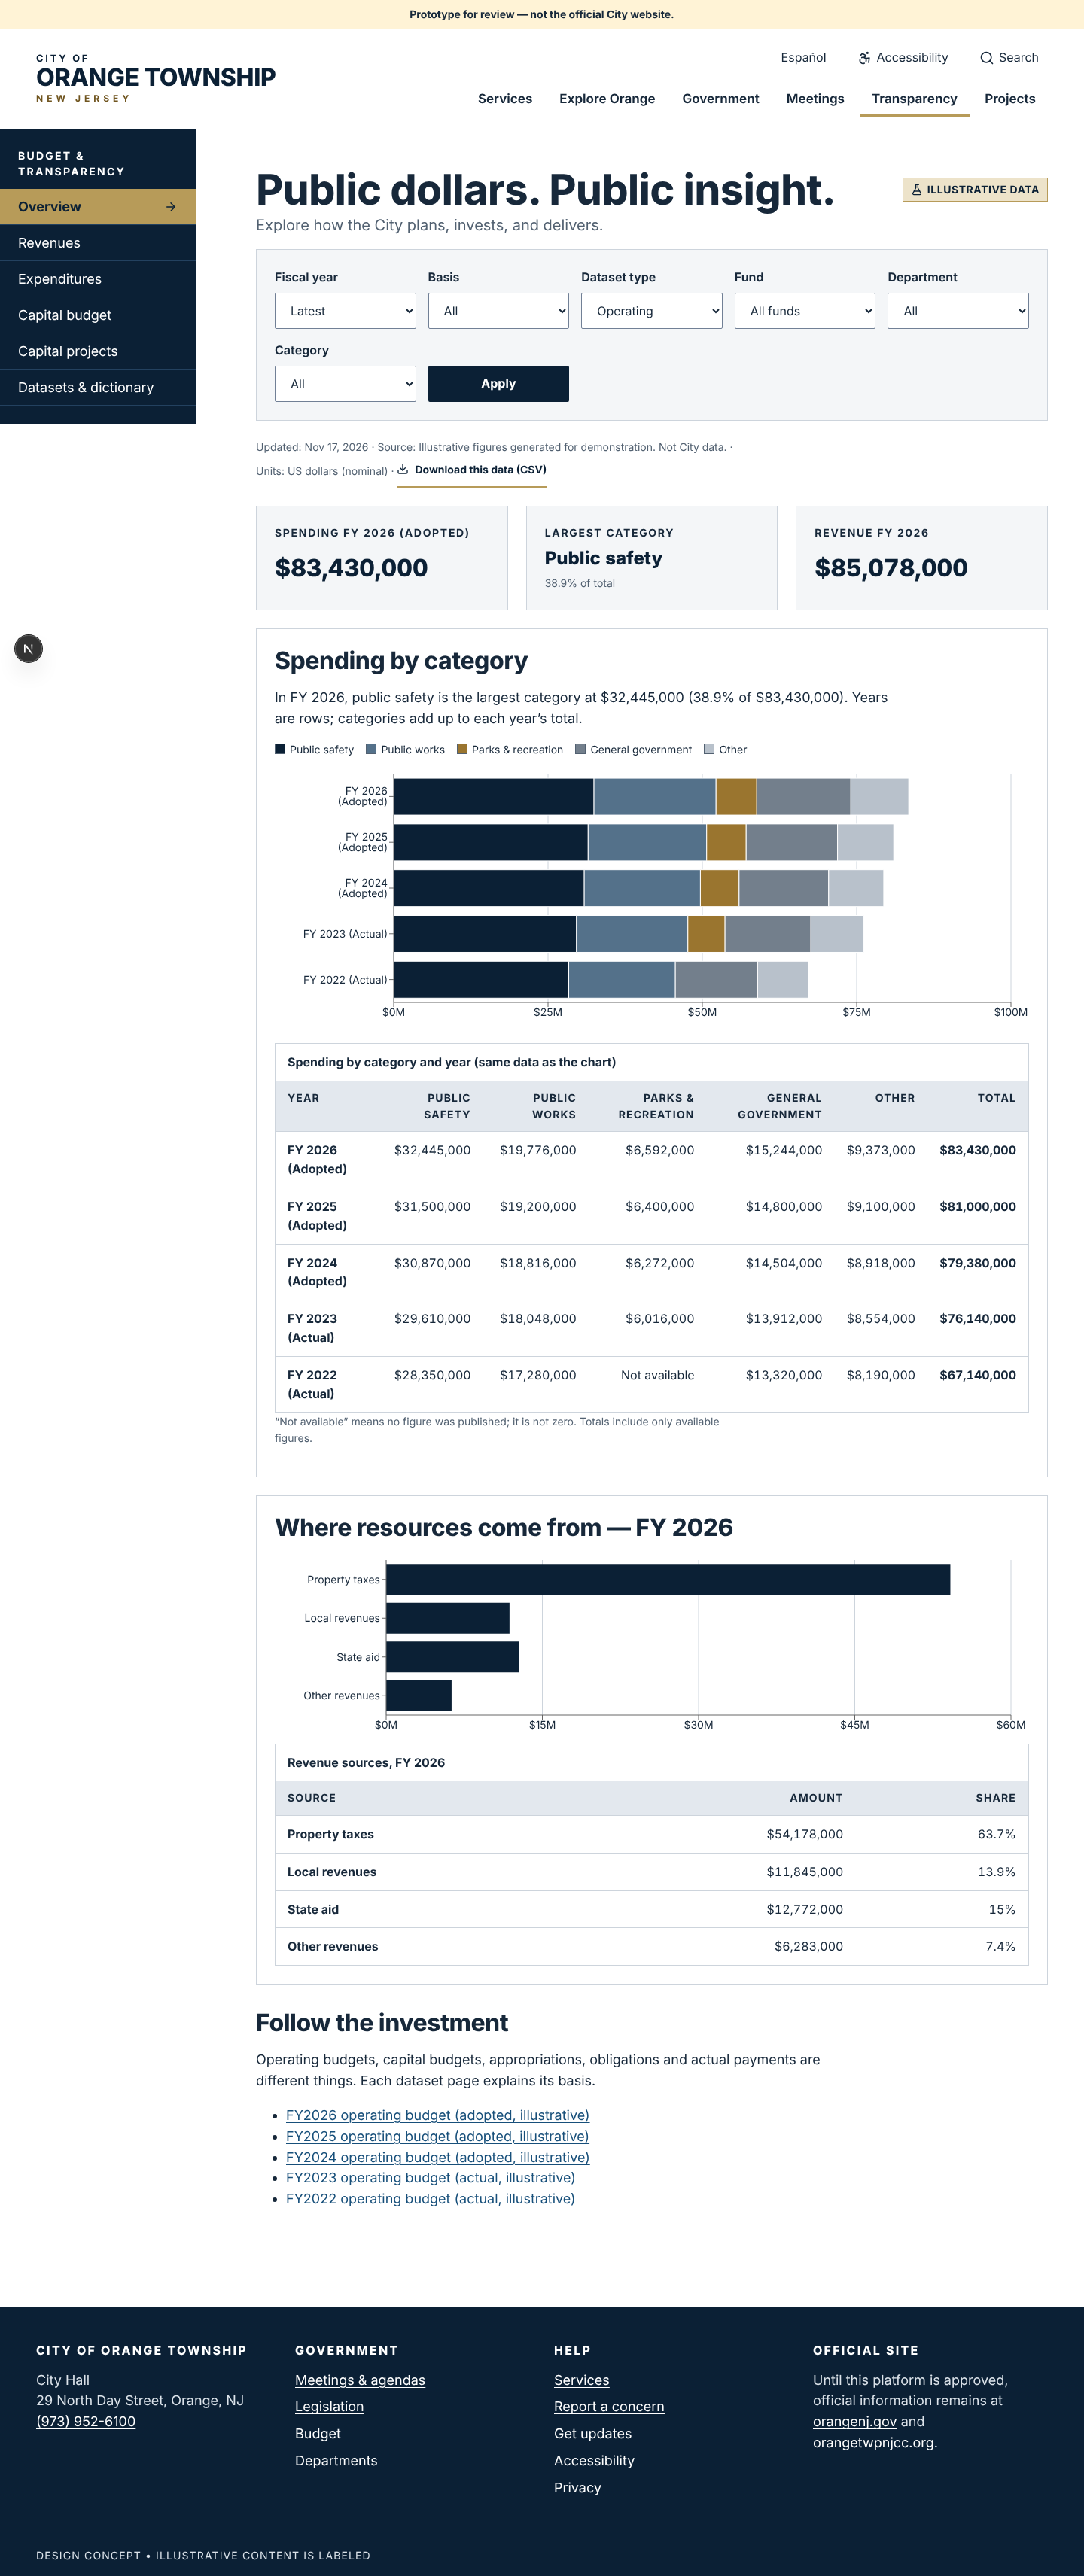 Prototype for review — not the official City website.
CITY OF
ORANGE TOWNSHIP
NEW JERSEY
Español
Accessibility
Search
Services
Explore Orange
Government
Meetings
Transparency
Projects
BUDGET &
TRANSPARENCY
Overview
Revenues
Expenditures
Capital budget
Capital projects
Datasets & dictionary
Public dollars. Public insight.
ILLUSTRATIVE DATA
Explore how the City plans, invests, and delivers.
Fiscal year
Basis
Dataset type
Fund
Department
Latest
All
Operating
All funds
All
Category
All
Apply
Updated: Nov 17, 2026 · Source: Illustrative figures generated for demonstration. Not City data. ·
Units: US dollars (nominal) · Download this data (CSV)
SPENDING FY 2026 (ADOPTED)
$83,430,000
LARGEST CATEGORY
Public safety
38.9% of total
REVENUE FY 2026
$85,078,000
N
Spending by category
In FY 2026, public safety is the largest category at $32,445,000 (38.9% of $83,430,000). Years
are rows; categories add up to each year’s total.
Public safety
Public works
Parks & recreation
General government
Other
FY 2026
(Adopted)
FY 2025
(Adopted)
FY 2024
(Adopted)
FY 2023 (Actual)
FY 2022 (Actual)
$0M
$25M
$50M
$75M
$100M
Spending by category and year (same data as the chart)
YEAR
PUBLIC
SAFETY
PUBLIC
WORKS
PARKS &
RECREATION
GENERAL
GOVERNMENT
OTHER
TOTAL
FY 2026
(Adopted)
$32,445,000
$19,776,000
$6,592,000
$15,244,000
$9,373,000
$83,430,000
FY 2025
(Adopted)
$31,500,000
$19,200,000
$6,400,000
$14,800,000
$9,100,000
$81,000,000
FY 2024
(Adopted)
$30,870,000
$18,816,000
$6,272,000
$14,504,000
$8,918,000
$79,380,000
FY 2023
(Actual)
$29,610,000
$18,048,000
$6,016,000
$13,912,000
$8,554,000
$76,140,000
FY 2022
(Actual)
$28,350,000
$17,280,000
Not available
$13,320,000
$8,190,000
$67,140,000
“Not available” means no figure was published; it is not zero. Totals include only available
figures.
Where resources come from — FY 2026
Property taxes
Local revenues
State aid
Other revenues
$0M
$15M
$30M
$45M
$60M
Revenue sources, FY 2026
SOURCE
AMOUNT
SHARE
Property taxes
$54,178,000
63.7%
Local revenues
$11,845,000
13.9%
State aid
$12,772,000
15%
Other revenues
$6,283,000
7.4%
Follow the investment
Operating budgets, capital budgets, appropriations, obligations and actual payments are
different things. Each dataset page explains its basis.
FY2026 operating budget (adopted, illustrative)
FY2025 operating budget (adopted, illustrative)
FY2024 operating budget (adopted, illustrative)
FY2023 operating budget (actual, illustrative)
FY2022 operating budget (actual, illustrative)
CITY OF ORANGE TOWNSHIP
City Hall
29 North Day Street, Orange, NJ
(973) 952-6100
GOVERNMENT
Meetings & agendas
Legislation
Budget
Departments
HELP
Services
Report a concern
Get updates
Accessibility
Privacy
OFFICIAL SITE
Until this platform is approved,
official information remains at
orangenj.gov and
orangetwpnjcc.org.
DESIGN CONCEPT • ILLUSTRATIVE CONTENT IS LABELED